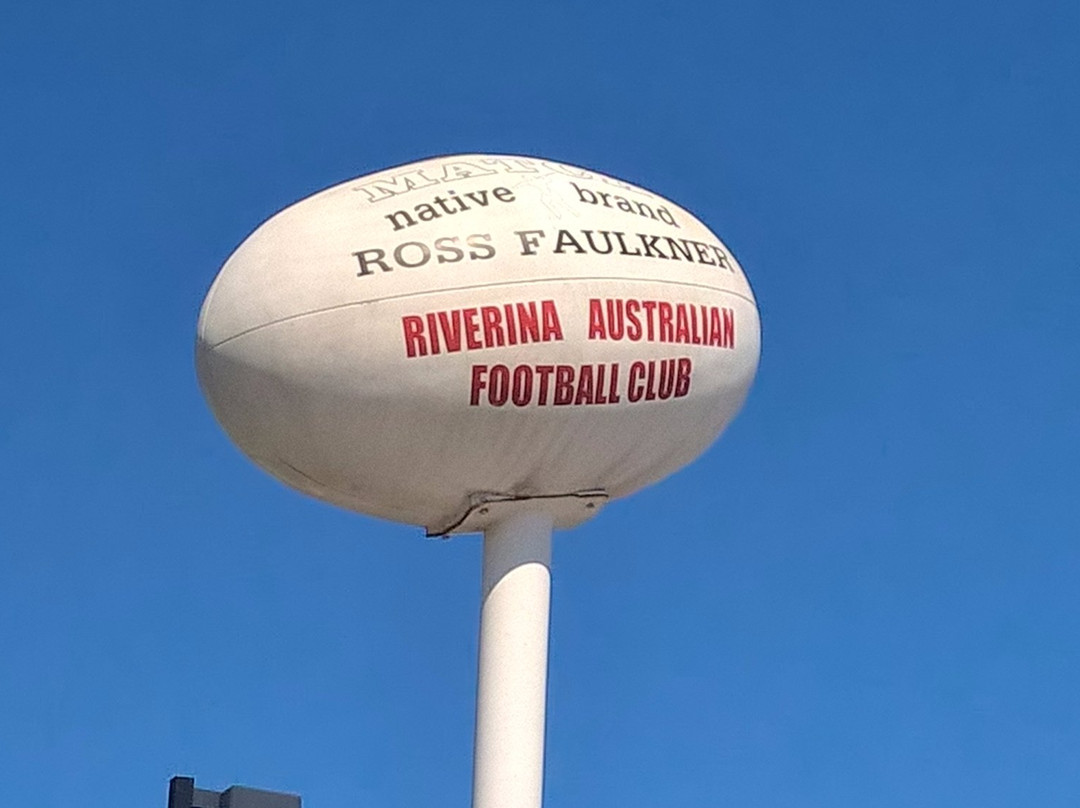 native brand
ROSS FAULKNER
RIVERINA AUSTRALIAN
FOOTBALL CLUB